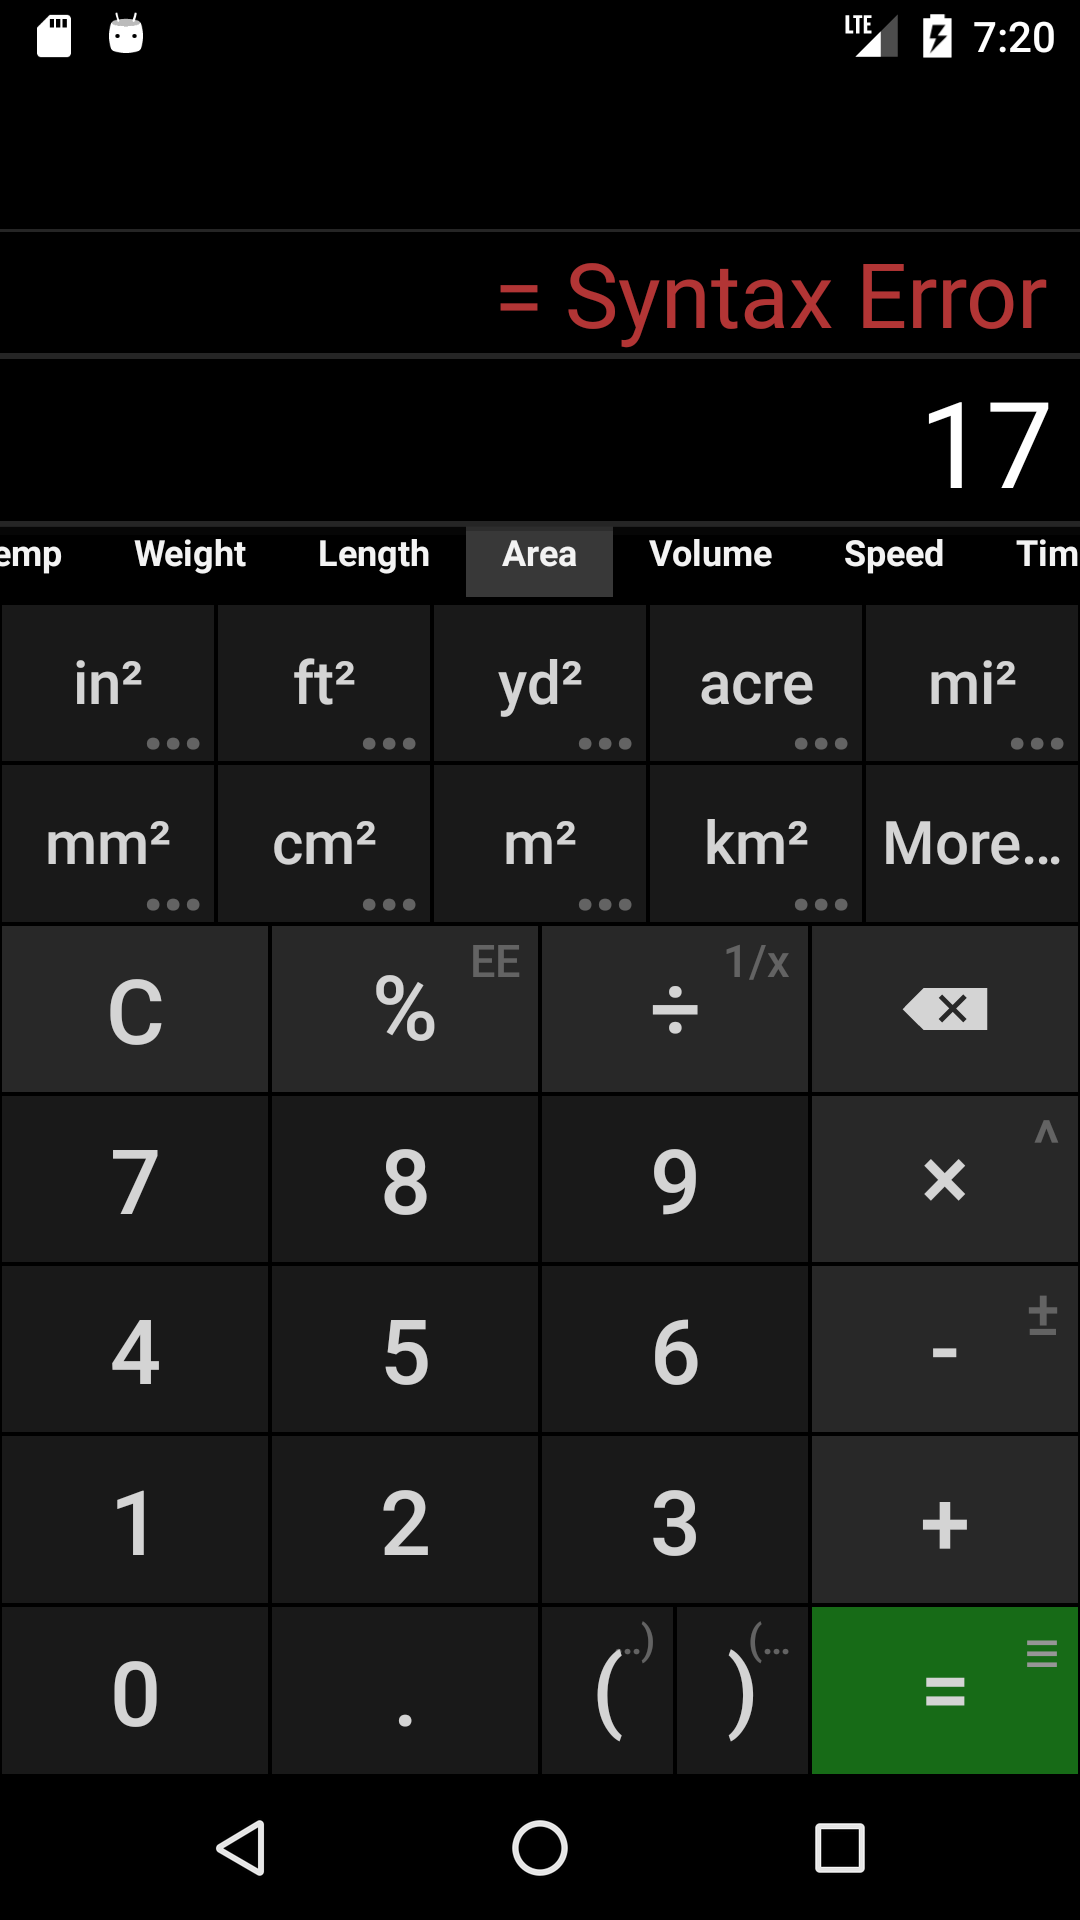 LTE 7:20
= Syntax Error
17
emp Weight Length Area Volume Speed Tim
in² ft² yd² acre mi²
mm² cm² m² km² More...
C % EE ÷ 1/x
7 8 9 × ^
4 5 6 - ±
1 2 3 +
0 . ( ..) ) (... =